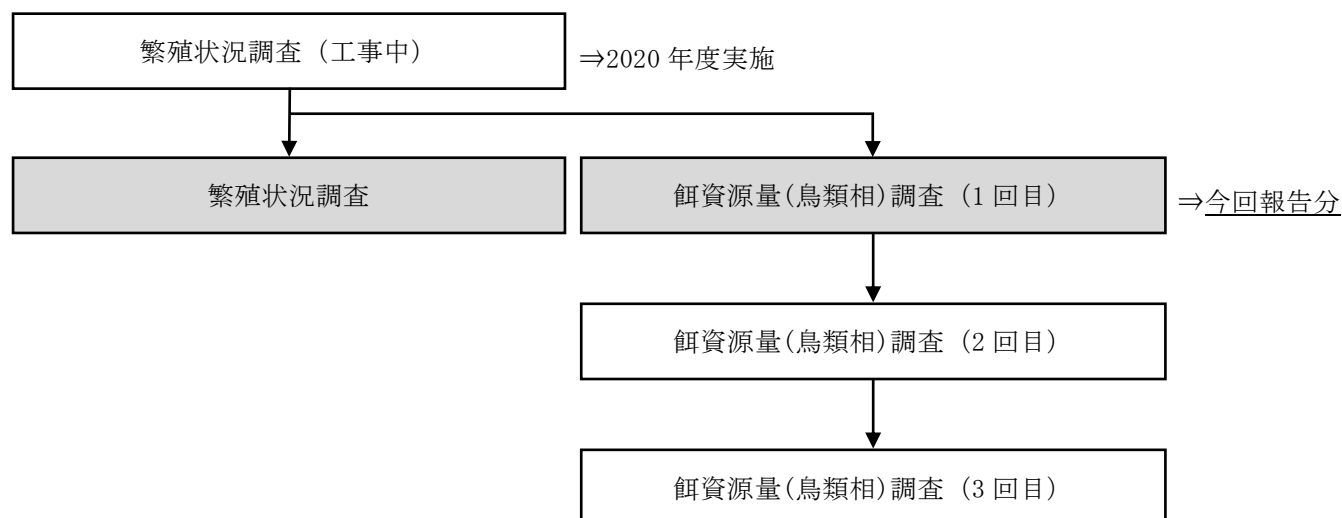 繁殖状況調査（工事中）
⇒2020 年度実施
繁殖状況調査
餌資源量(鳥類相)調査（1 回目）
⇒今回報告分
餌資源量(鳥類相)調査（2 回目）
餌資源量(鳥類相)調査（3 回目）